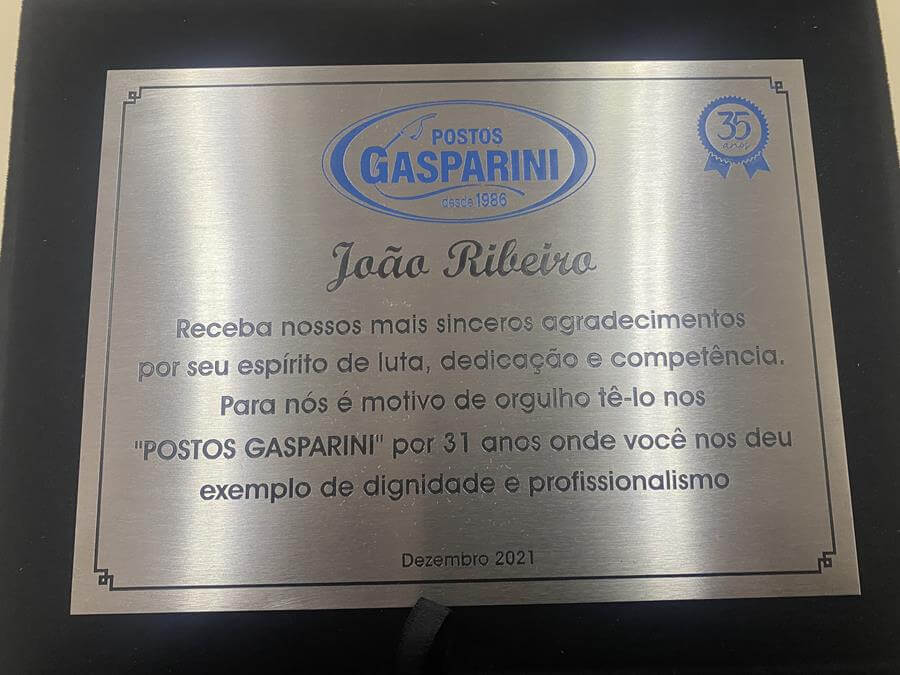 POSTOS
GASPARINI
desde 1986
35
anos
João Ribeiro
Receba nossos mais sinceros agradecimentos
por seu espírito de luta, dedicação e competência.
Para nós é motivo de orgulho tê-lo nos
"POSTOS GASPARINI" por 31 anos onde você nos deu
exemplo de dignidade e profissionalismo
Dezembro 2021